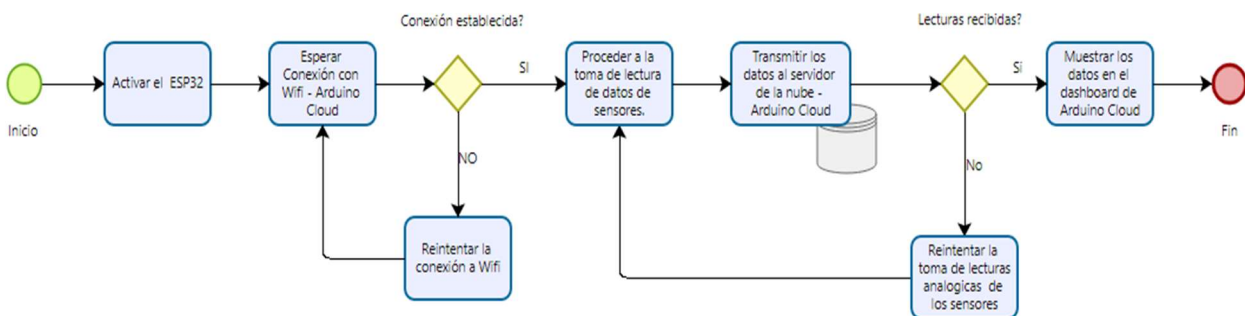 Conexión establecida?
Lecturas recibidas?
Inicio
Activar el ESP32
Esperar
Conexión con
Wifi - Arduino
Cloud
SI
NO
Reintentar la
conexión a Wifi
Proceder a la
toma de lectura
de datos de
sensores.
Transmitir los
datos al servidor
de la nube -
Arduino Cloud
Si
No
Reintentar la
toma de lecturas
analogicas de
los sensores
Muestrar los
datos en el
dashboard de
Arduino Cloud
Fin